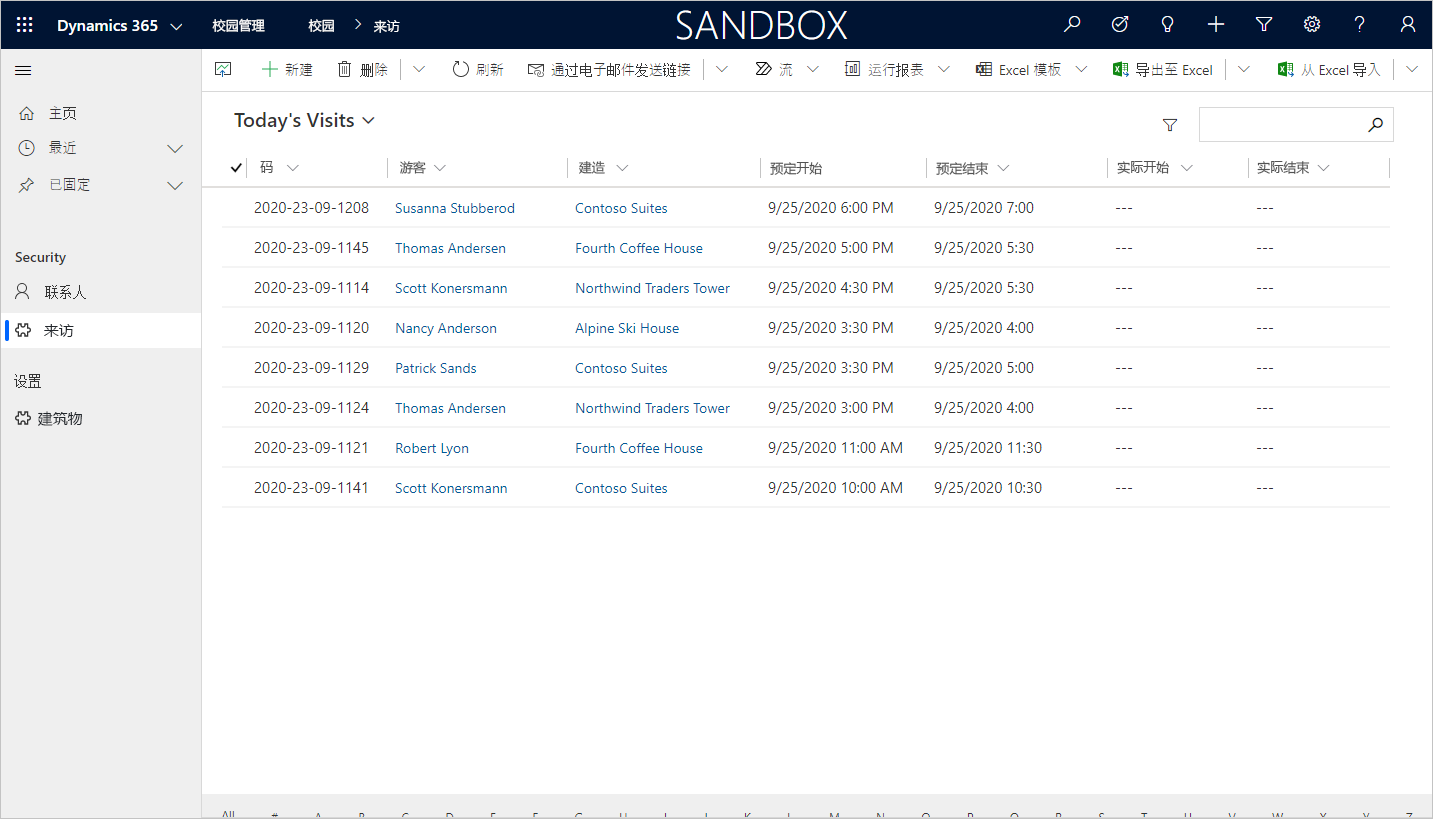 Dynamics 365 校园管理 校园 > 来访 SANDBOX
新建 删除 刷新 通过电子邮件发送链接 流 运行报表 Excel 模板 导出至 Excel 从 Excel 导入
主页
最近
已固定
Security
联系人
来访
设置
建筑物
Today's Visits
码 游客 建造 预定开始 预定结束 实际开始 实际结束
2020-23-09-1208 Susanna Stubberod Contoso Suites 9/25/2020 6:00 PM 9/25/2020 7:00 --- ---
2020-23-09-1145 Thomas Andersen Fourth Coffee House 9/25/2020 5:00 PM 9/25/2020 5:30 --- ---
2020-23-09-1114 Scott Konersmann Northwind Traders Tower 9/25/2020 4:30 PM 9/25/2020 5:30 --- ---
2020-23-09-1120 Nancy Anderson Alpine Ski House 9/25/2020 3:30 PM 9/25/2020 4:00 --- ---
2020-23-09-1129 Patrick Sands Contoso Suites 9/25/2020 3:30 PM 9/25/2020 5:00 --- ---
2020-23-09-1124 Thomas Andersen Northwind Traders Tower 9/25/2020 3:00 PM 9/25/2020 4:00 --- ---
2020-23-09-1121 Robert Lyon Fourth Coffee House 9/25/2020 11:00 AM 9/25/2020 11:30 --- ---
2020-23-09-1141 Scott Konersmann Contoso Suites 9/25/2020 10:00 AM 9/25/2020 10:30 --- ---